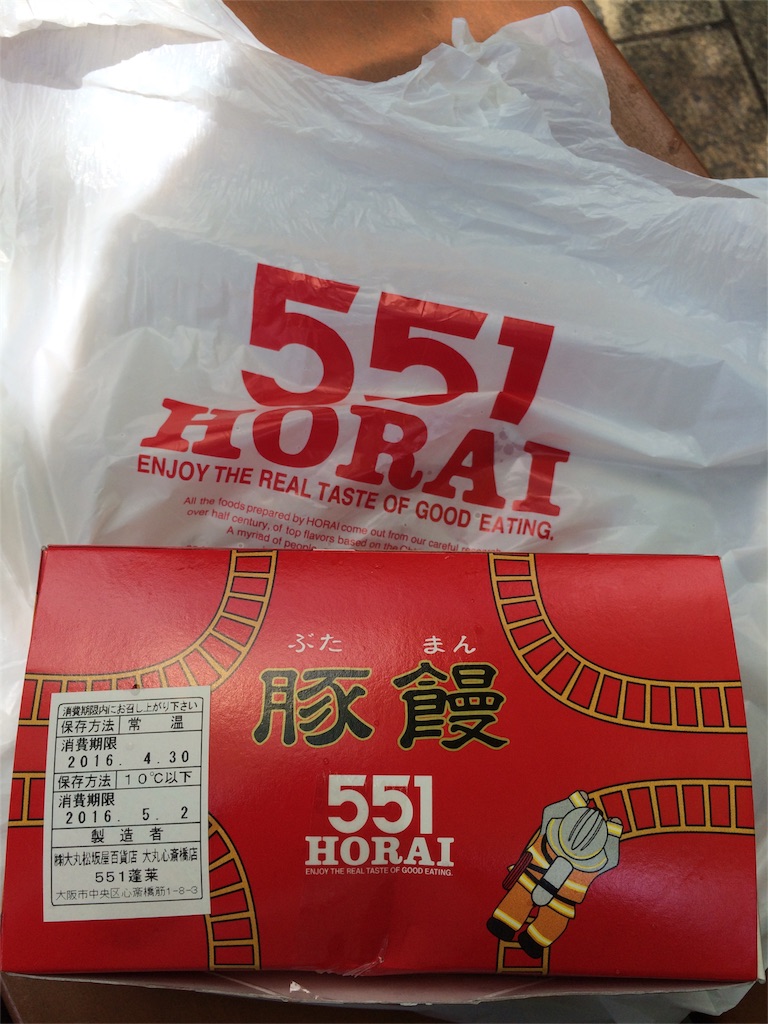 551
HORAI
ENJOY THE REAL TASTE OF GOOD EATING.
All the foods prepared by HORAI come out from our careful research
over half century, of top flavors based on the
A myriad of people
ぶた まん
豚饅
551
HORAI
ENJOY THE REAL TASTE OF GOOD EATING.
消費期限内にお召し上がり下さい
保存方法 常 温
消費期限
2016. 4.30
保存方法 10℃以下
消費期限
2016. 5. 2
製 造 者
㈱大丸松坂屋百貨店 大丸心斎橋店
551蓬莱
大阪市中央区心斎橋筋1-8-3